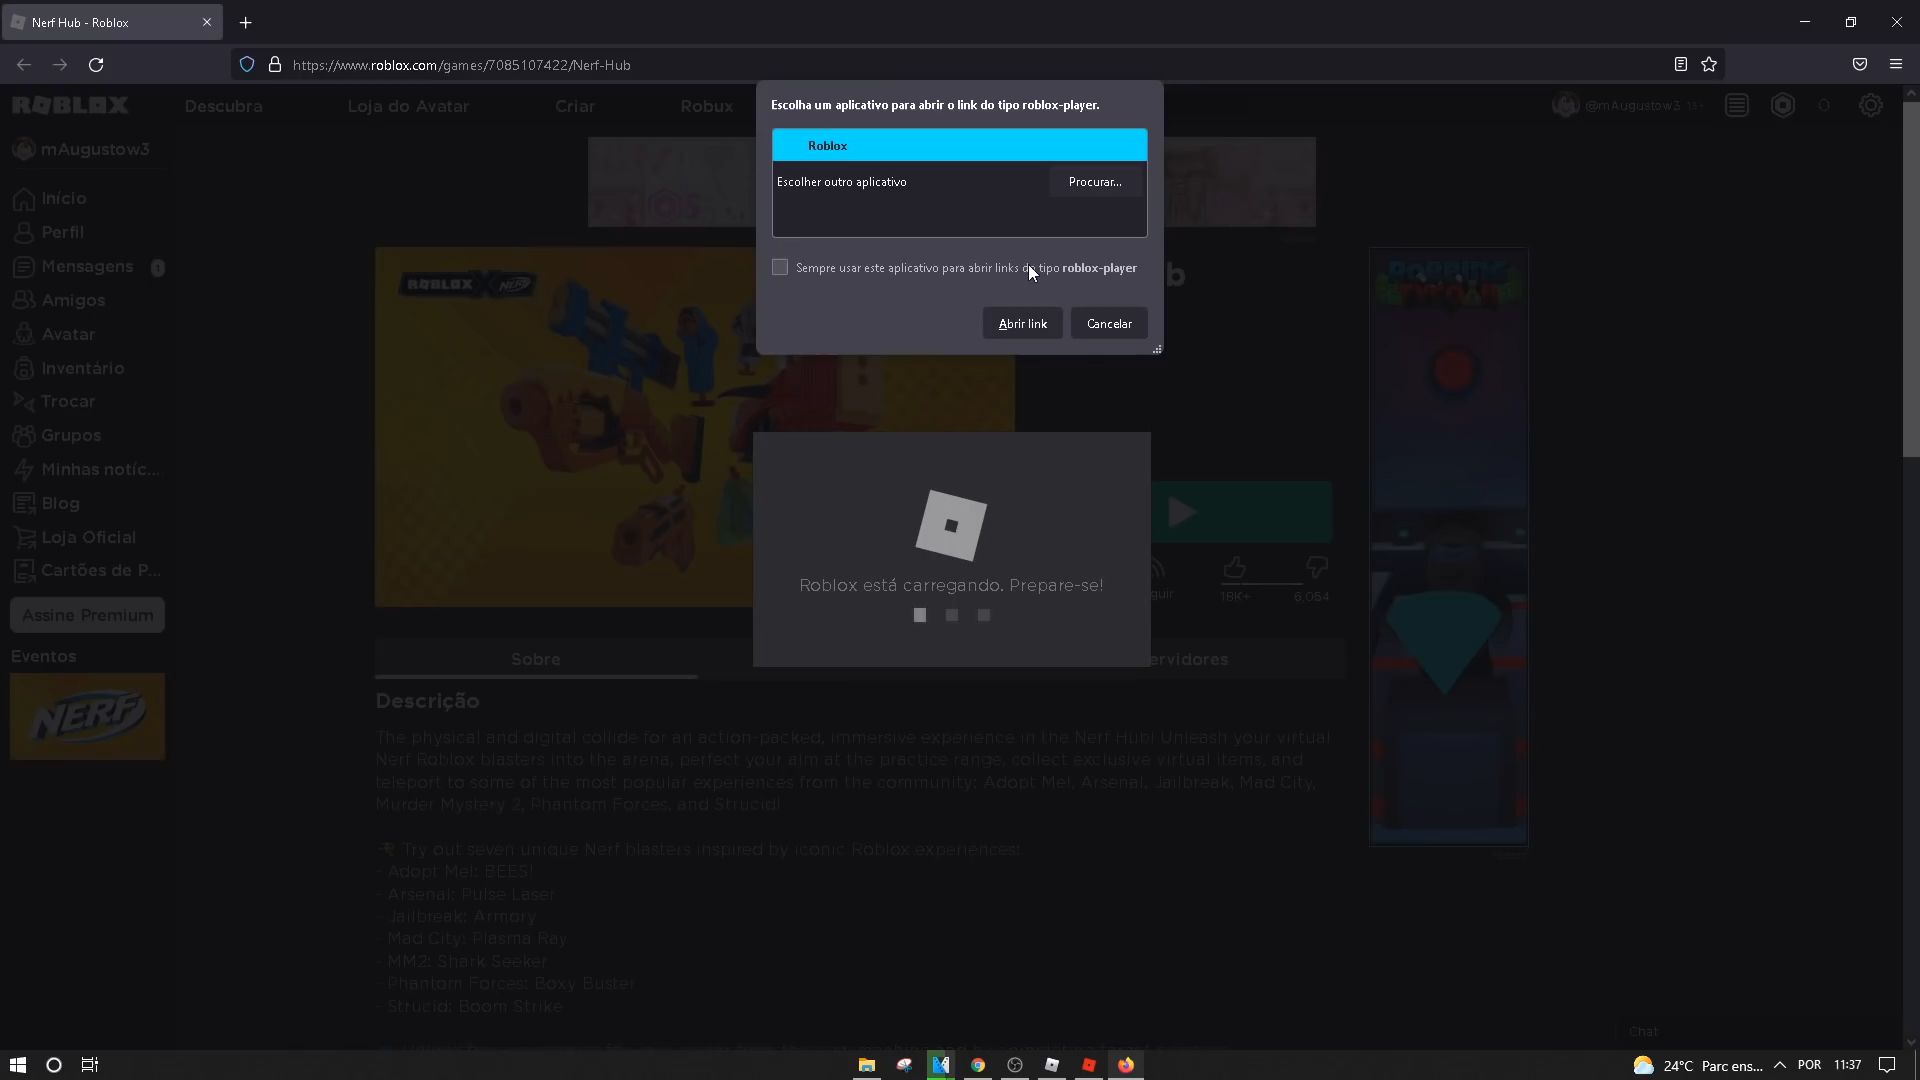 Nerf Hub - Roblox
https://www.roblox.com/games/7085107422/Nerf-Hub
Escolha um aplicativo para abrir o link do tipo roblox-player.
Roblox
Escolher outro aplicativo
Procurar...
Sempre usar este aplicativo para abrir links do tipo roblox-player
Abrir link
Cancelar
ROBLOX
Descubra
Loja do Avatar
Criar
Robux
@mAugustow3 13+
mAugustow3
Início
Perfil
Mensagens
1
Amigos
Avatar
Inventário
Trocar
Grupos
Minhas notíc...
Blog
Loja Oficial
Cartões de P...
Assine Premium
Eventos
NERF
ROBLOX X NERF
b
Roblox está carregando. Prepare-se!
guir
18K+
6,054
Sobre
ervidores
Descrição
The physical and digital collide for an action-packed, immersive experience in the Nerf Hub! Unleash your virtual
Nerf Roblox blasters into the arena, perfect your aim at the practice range, collect exclusive virtual items, and
teleport to some of the most popular experiences from the community: Adopt Me!, Arsenal, Jailbreak, Mad City,
Murder Mystery 2, Phantom Forces, and Strucid!
Try out seven unique Nerf blasters inspired by iconic Roblox experiences:
- Adopt Me!: BEES!
- Arsenal: Pulse Laser
- Jailbreak: Armory
- Mad City: Plasma Ray
- MM2: Shark Seeker
- Phantom Forces: Boxy Buster
- Strucid: Boom Strike
Chat
24°C Parc ens...
POR
11:37